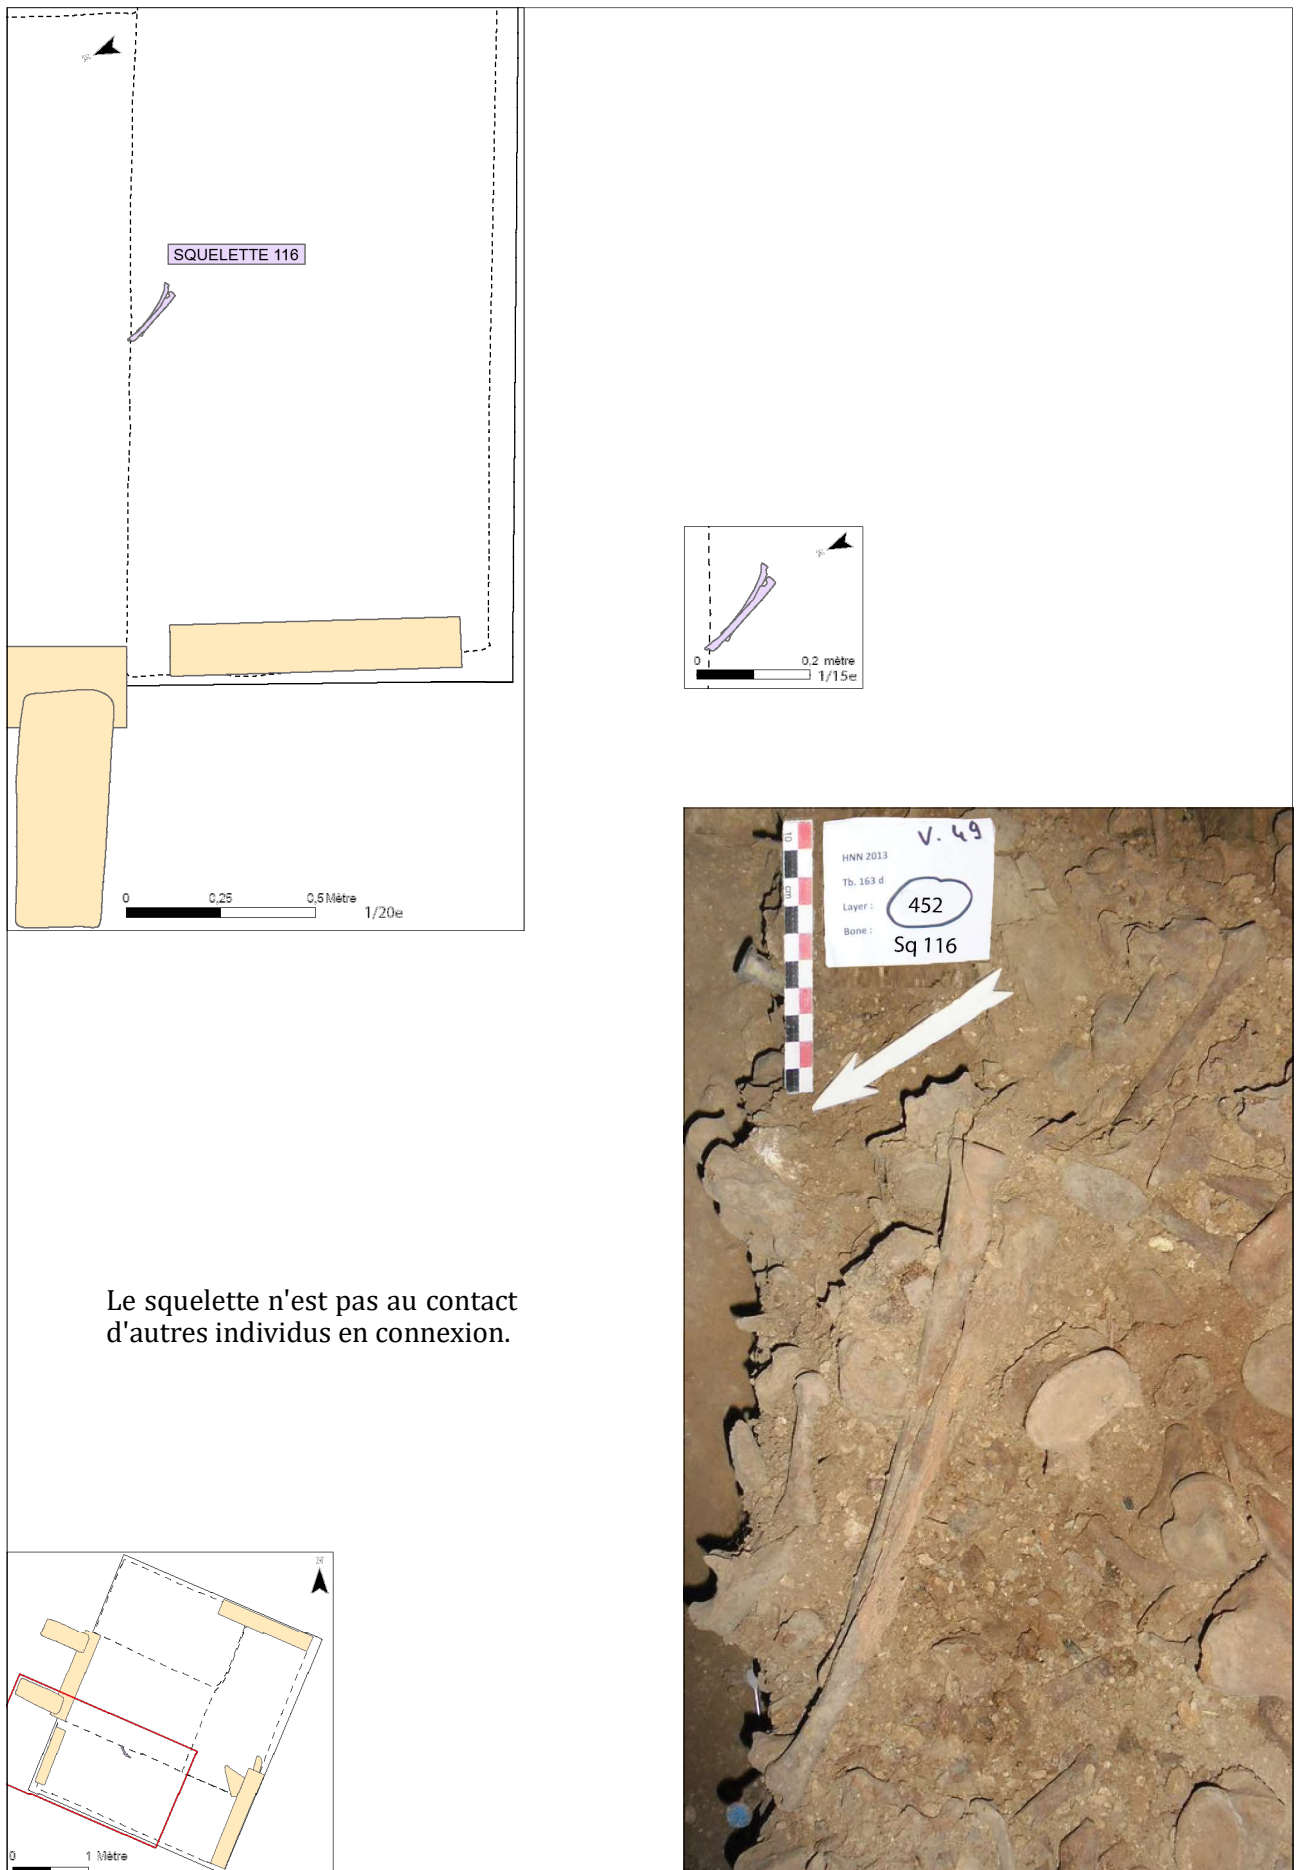 SQUELETTE 116
0 0,25 0,5 Mètre
1/20e
0 0,2 mètre
1/15e
V. 49
HNN 2013
Tb. 163 d
Layer : 452
Bone :
Sq 116
10
cm
Le squelette n'est pas au contact
d'autres individus en connexion.
N
0 1 Mètre